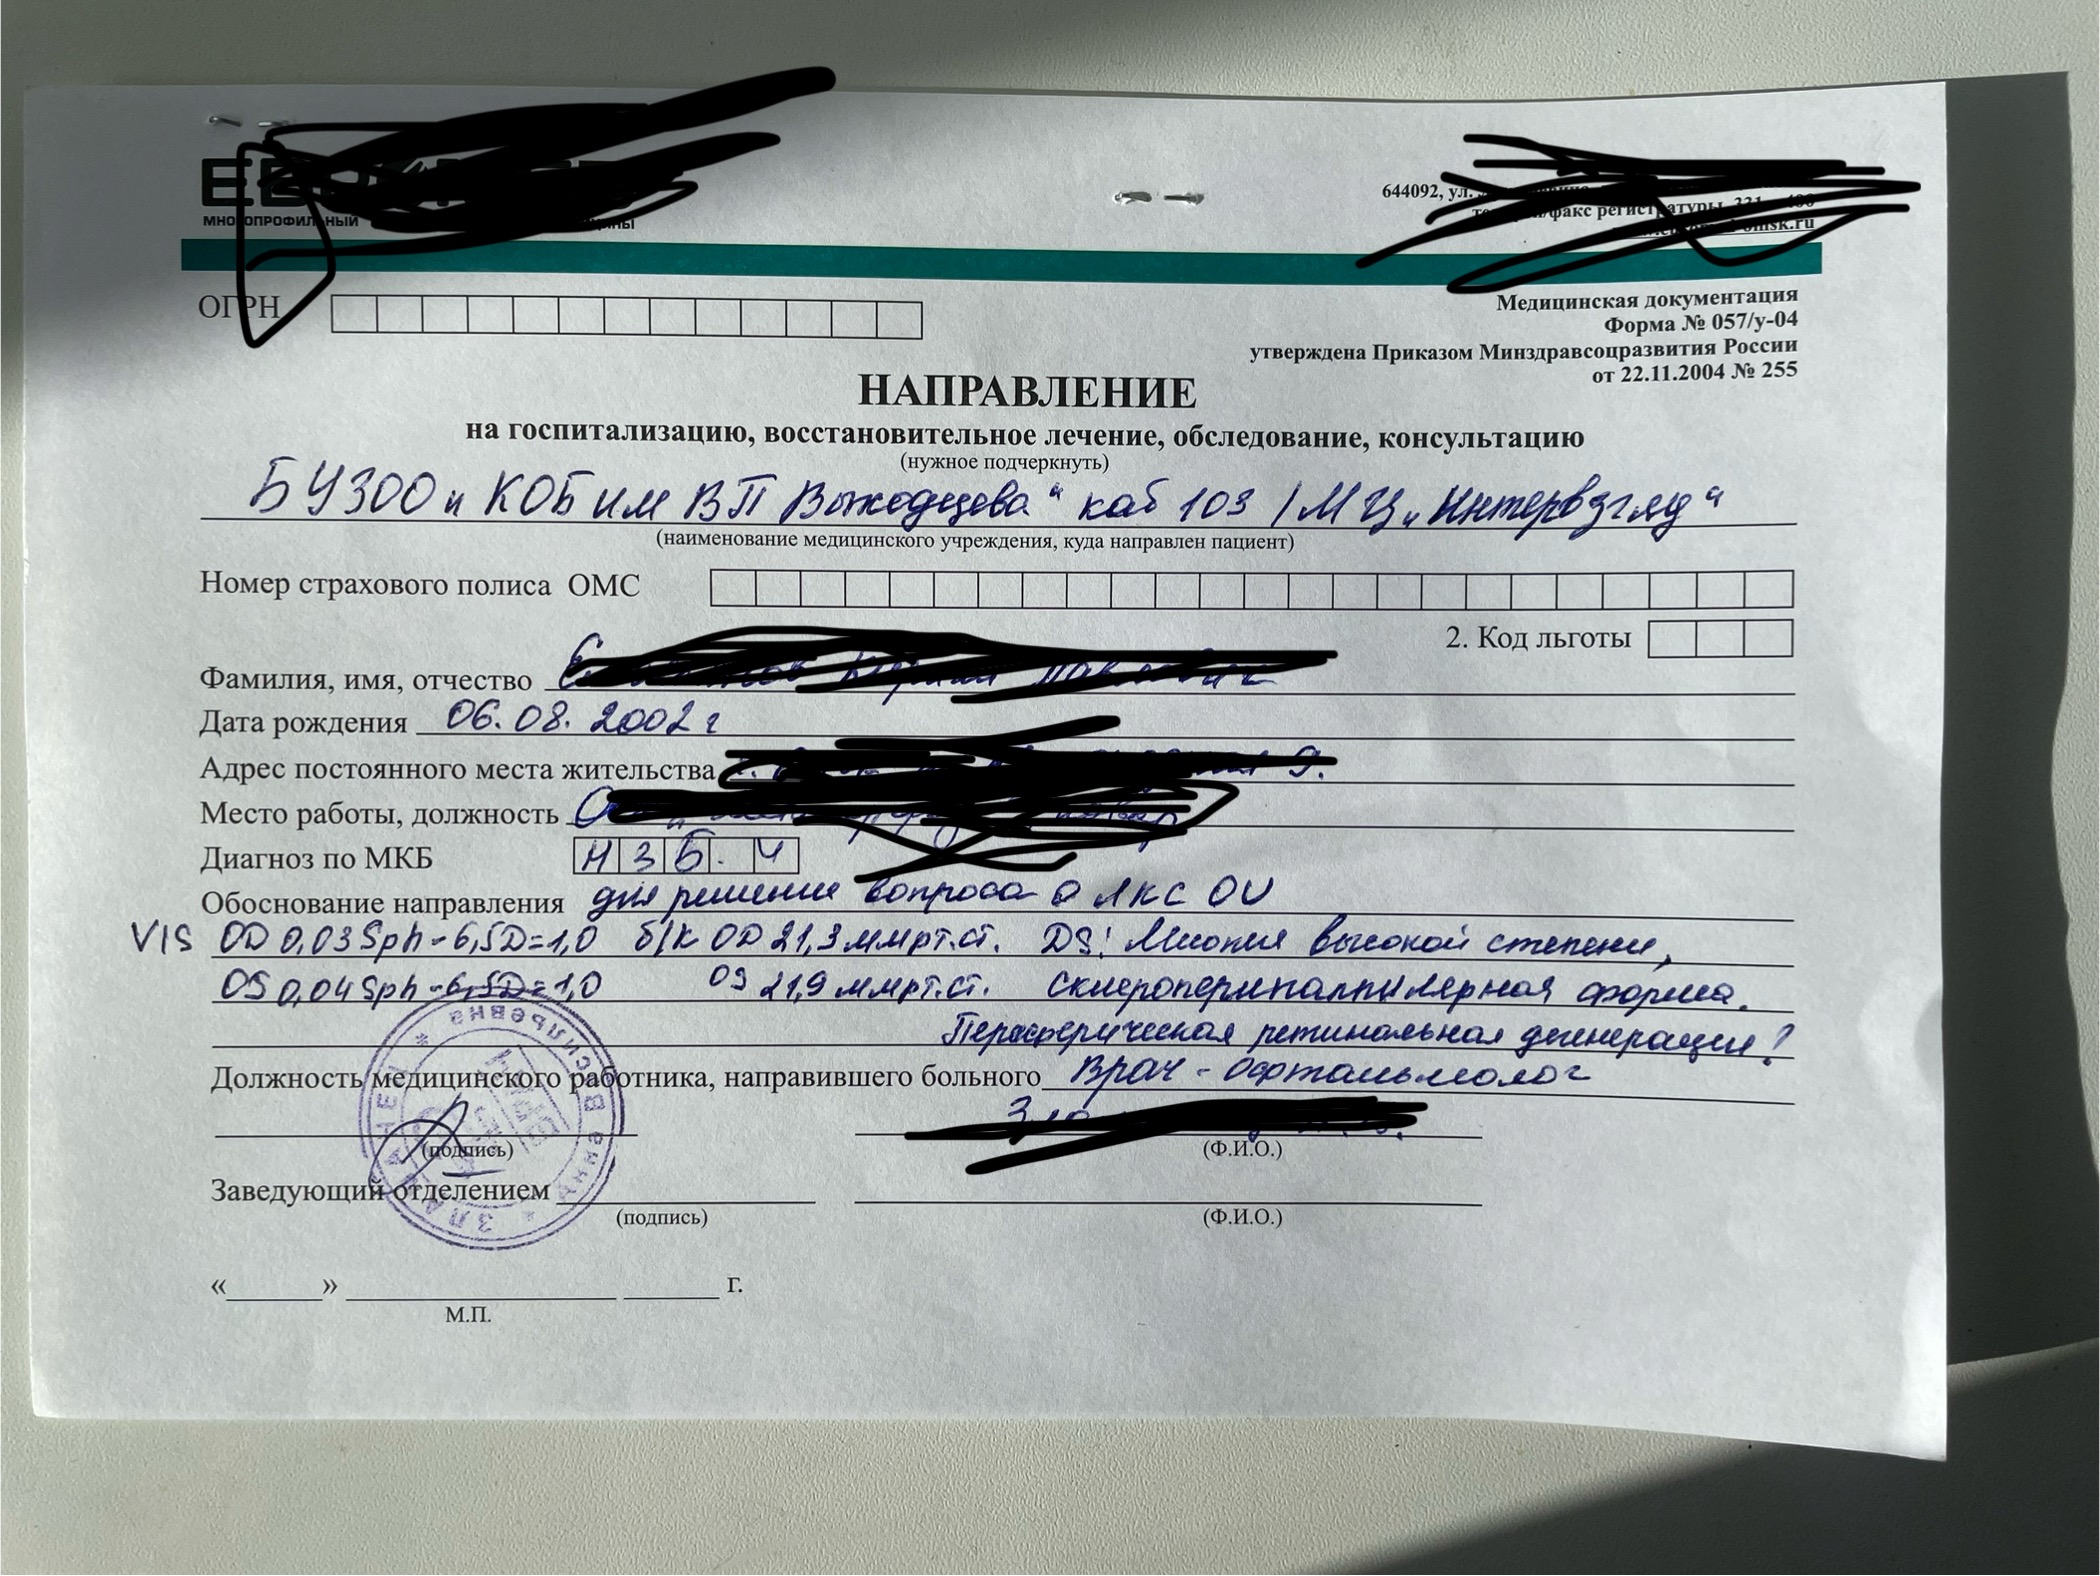 МНОГОПРОФИЛЬНЫЙ
644092, ул.
факс регистратуры
ОГРН
Медицинская документация
Форма № 057/у-04
утверждена Приказом Минздравсоцразвития России
от 22.11.2004 № 255
НАПРАВЛЕНИЕ
на госпитализацию, восстановительное лечение, обследование, консультацию
(нужное подчеркнуть)
БУЗОО „ КОБ им ВП Выходцева“ каб 103 / МЦ „Интервзгляд“
(наименование медицинского учреждения, куда направлен пациент)
Номер страхового полиса ОМС
2. Код льготы
Фамилия, имя, отчество
Дата рождения 06.08.2002 г
Адрес постоянного места жительства
Место работы, должность
Диагноз по МКБ Н 3 5. 4
Обоснование направления для решения вопроса о ЛКС OU
VIS OD 0,03 Sph -6,5D=1,0 б/к OD 21,3 мм рт.ст. DS: Миопия высокой степени,
OS 0,04 Sph -6,5D=1,0 OS 21,9 мм рт.ст. склероперипапиллярная форма.
Периферическая ретинальная дегенерация?
Должность медицинского работника, направившего больного Врач - офтальмолог
(подпись) (Ф.И.О.)
Заведующий отделением
(подпись) (Ф.И.О.)
« » г.
М.П.